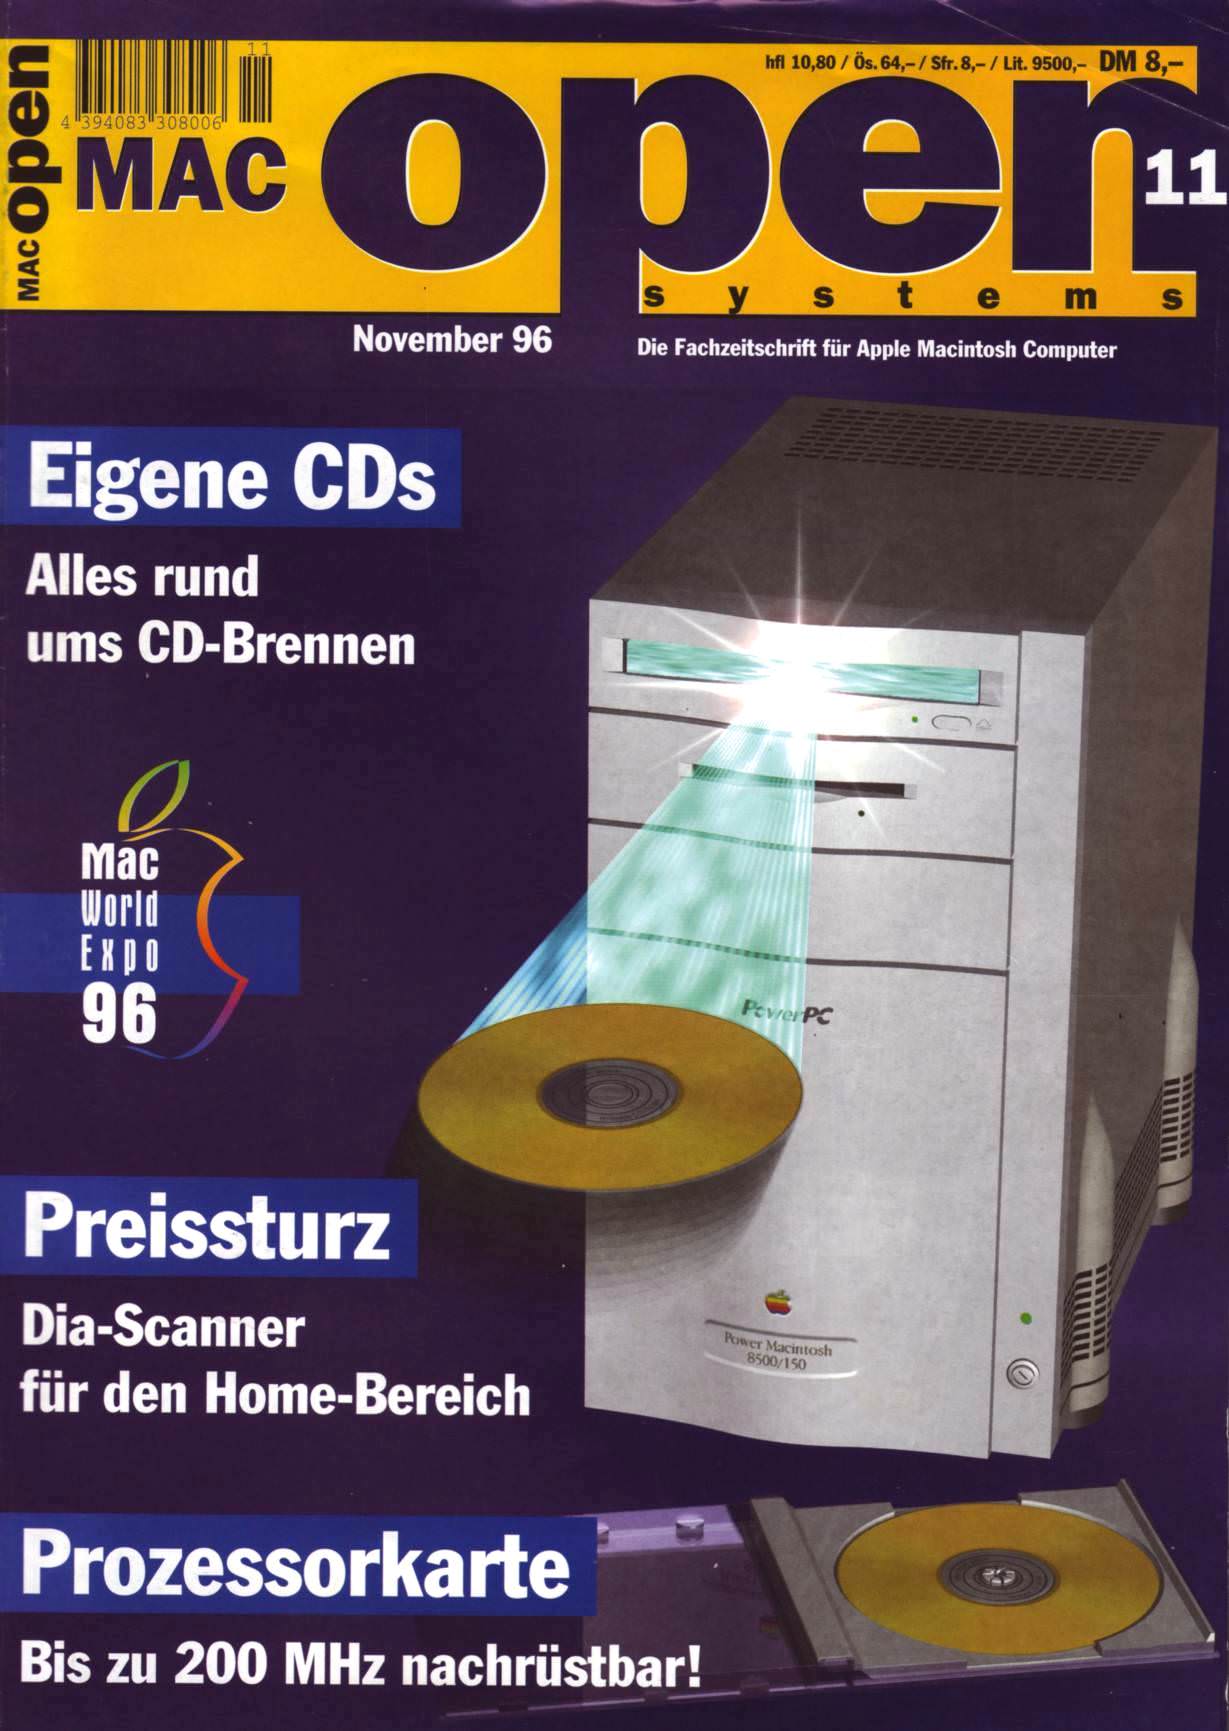 MAC open
11
4 394083 308006
MAC open
systems
hfl 10,80 / Ös. 64,– / Sfr. 8,– / Lit. 9500,– DM 8,–
11
November 96
Die Fachzeitschrift für Apple Macintosh Computer
Eigene CDs
Alles rund
ums CD-Brennen
Mac
World
Expo
96
PowerPC
Preissturz
Dia-Scanner
für den Home-Bereich
Power Macintosh
8500/150
Prozessorkarte
Bis zu 200 MHz nachrüstbar!